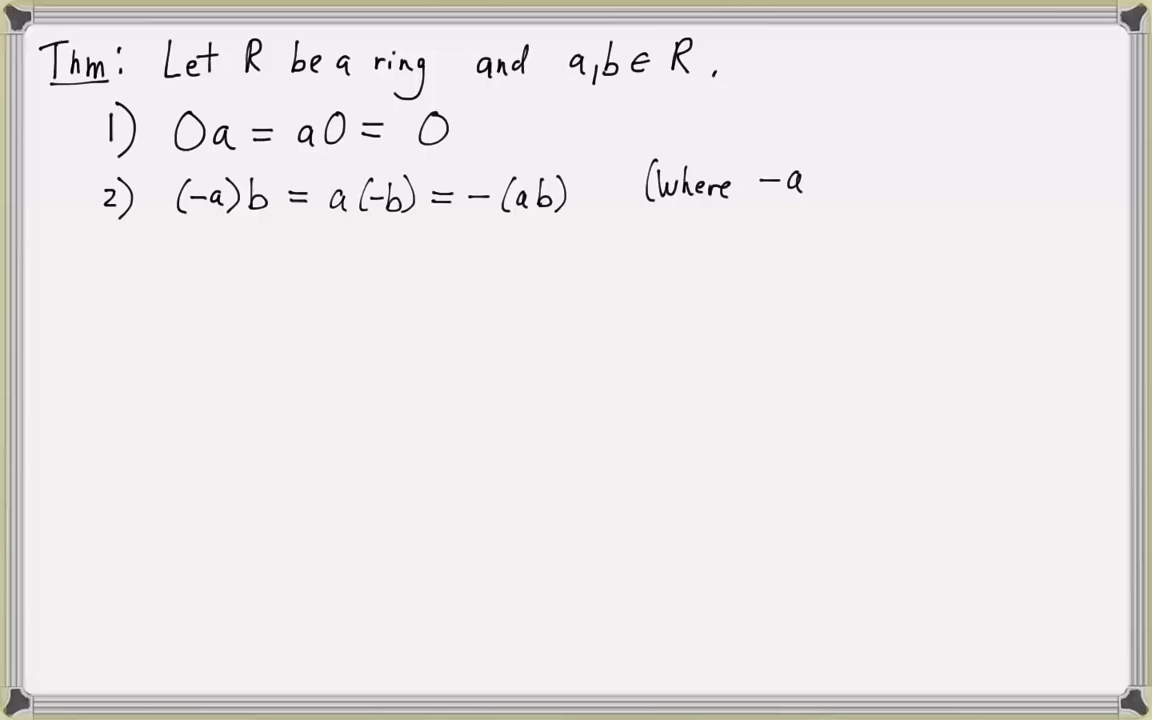 Thm: Let R be a ring and a,b ∈ R.
1) 0a = a0 = 0
2) (-a)b = a(-b) = -(ab) (where -a